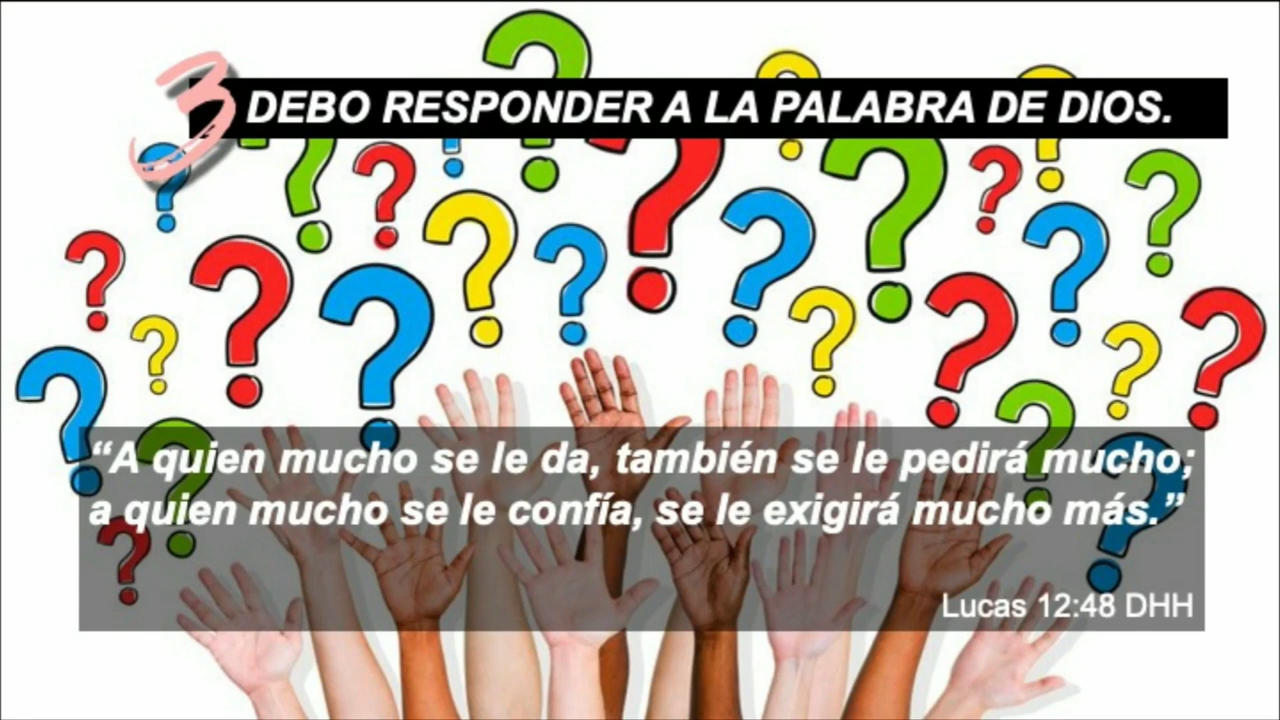 3 DEBO RESPONDER A LA PALABRA DE DIOS.
“A quien mucho se le da, también se le pedirá mucho;
a quien mucho se le confía, se le exigirá mucho más.”
Lucas 12:48 DHH